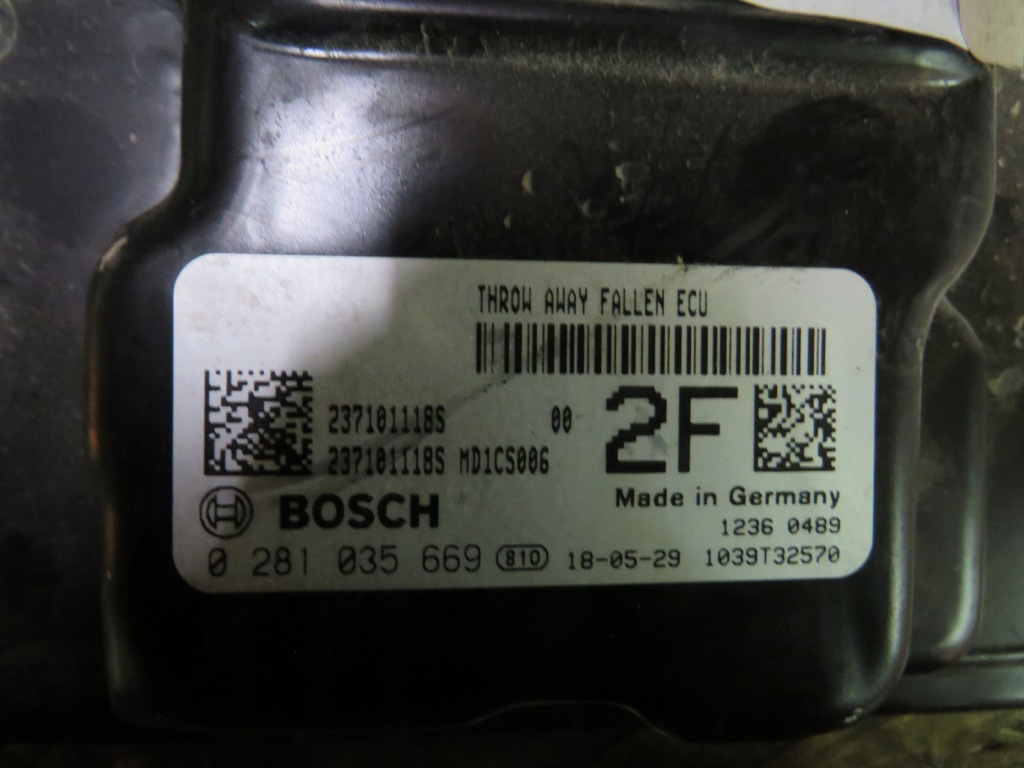 THROW AWAY FALLEN ECU
237101118S 00 2F
237101118S MD1CS006
BOSCH Made in Germany
1236 0489
0 281 035 669 810 18-05-29 1039T32570